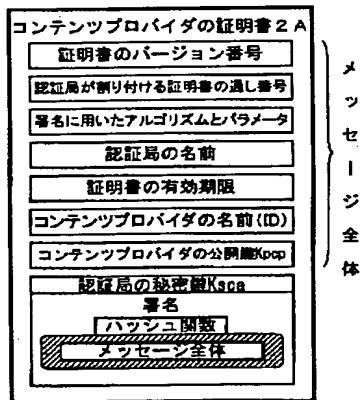 コンテンツプロバイダの証明書2A
証明書のバージョン番号
認証局が割り付ける証明書の通し番号
署名に用いたアルゴリズムとパラメータ
認証局の名前
証明書の有効期限
コンテンツプロバイダの名前(ID)
コンテンツプロバイダの公開鍵Kpcp
認証局の秘密鍵Ksca
署名
ハッシュ関数
メッセージ全体
メッセージ全体